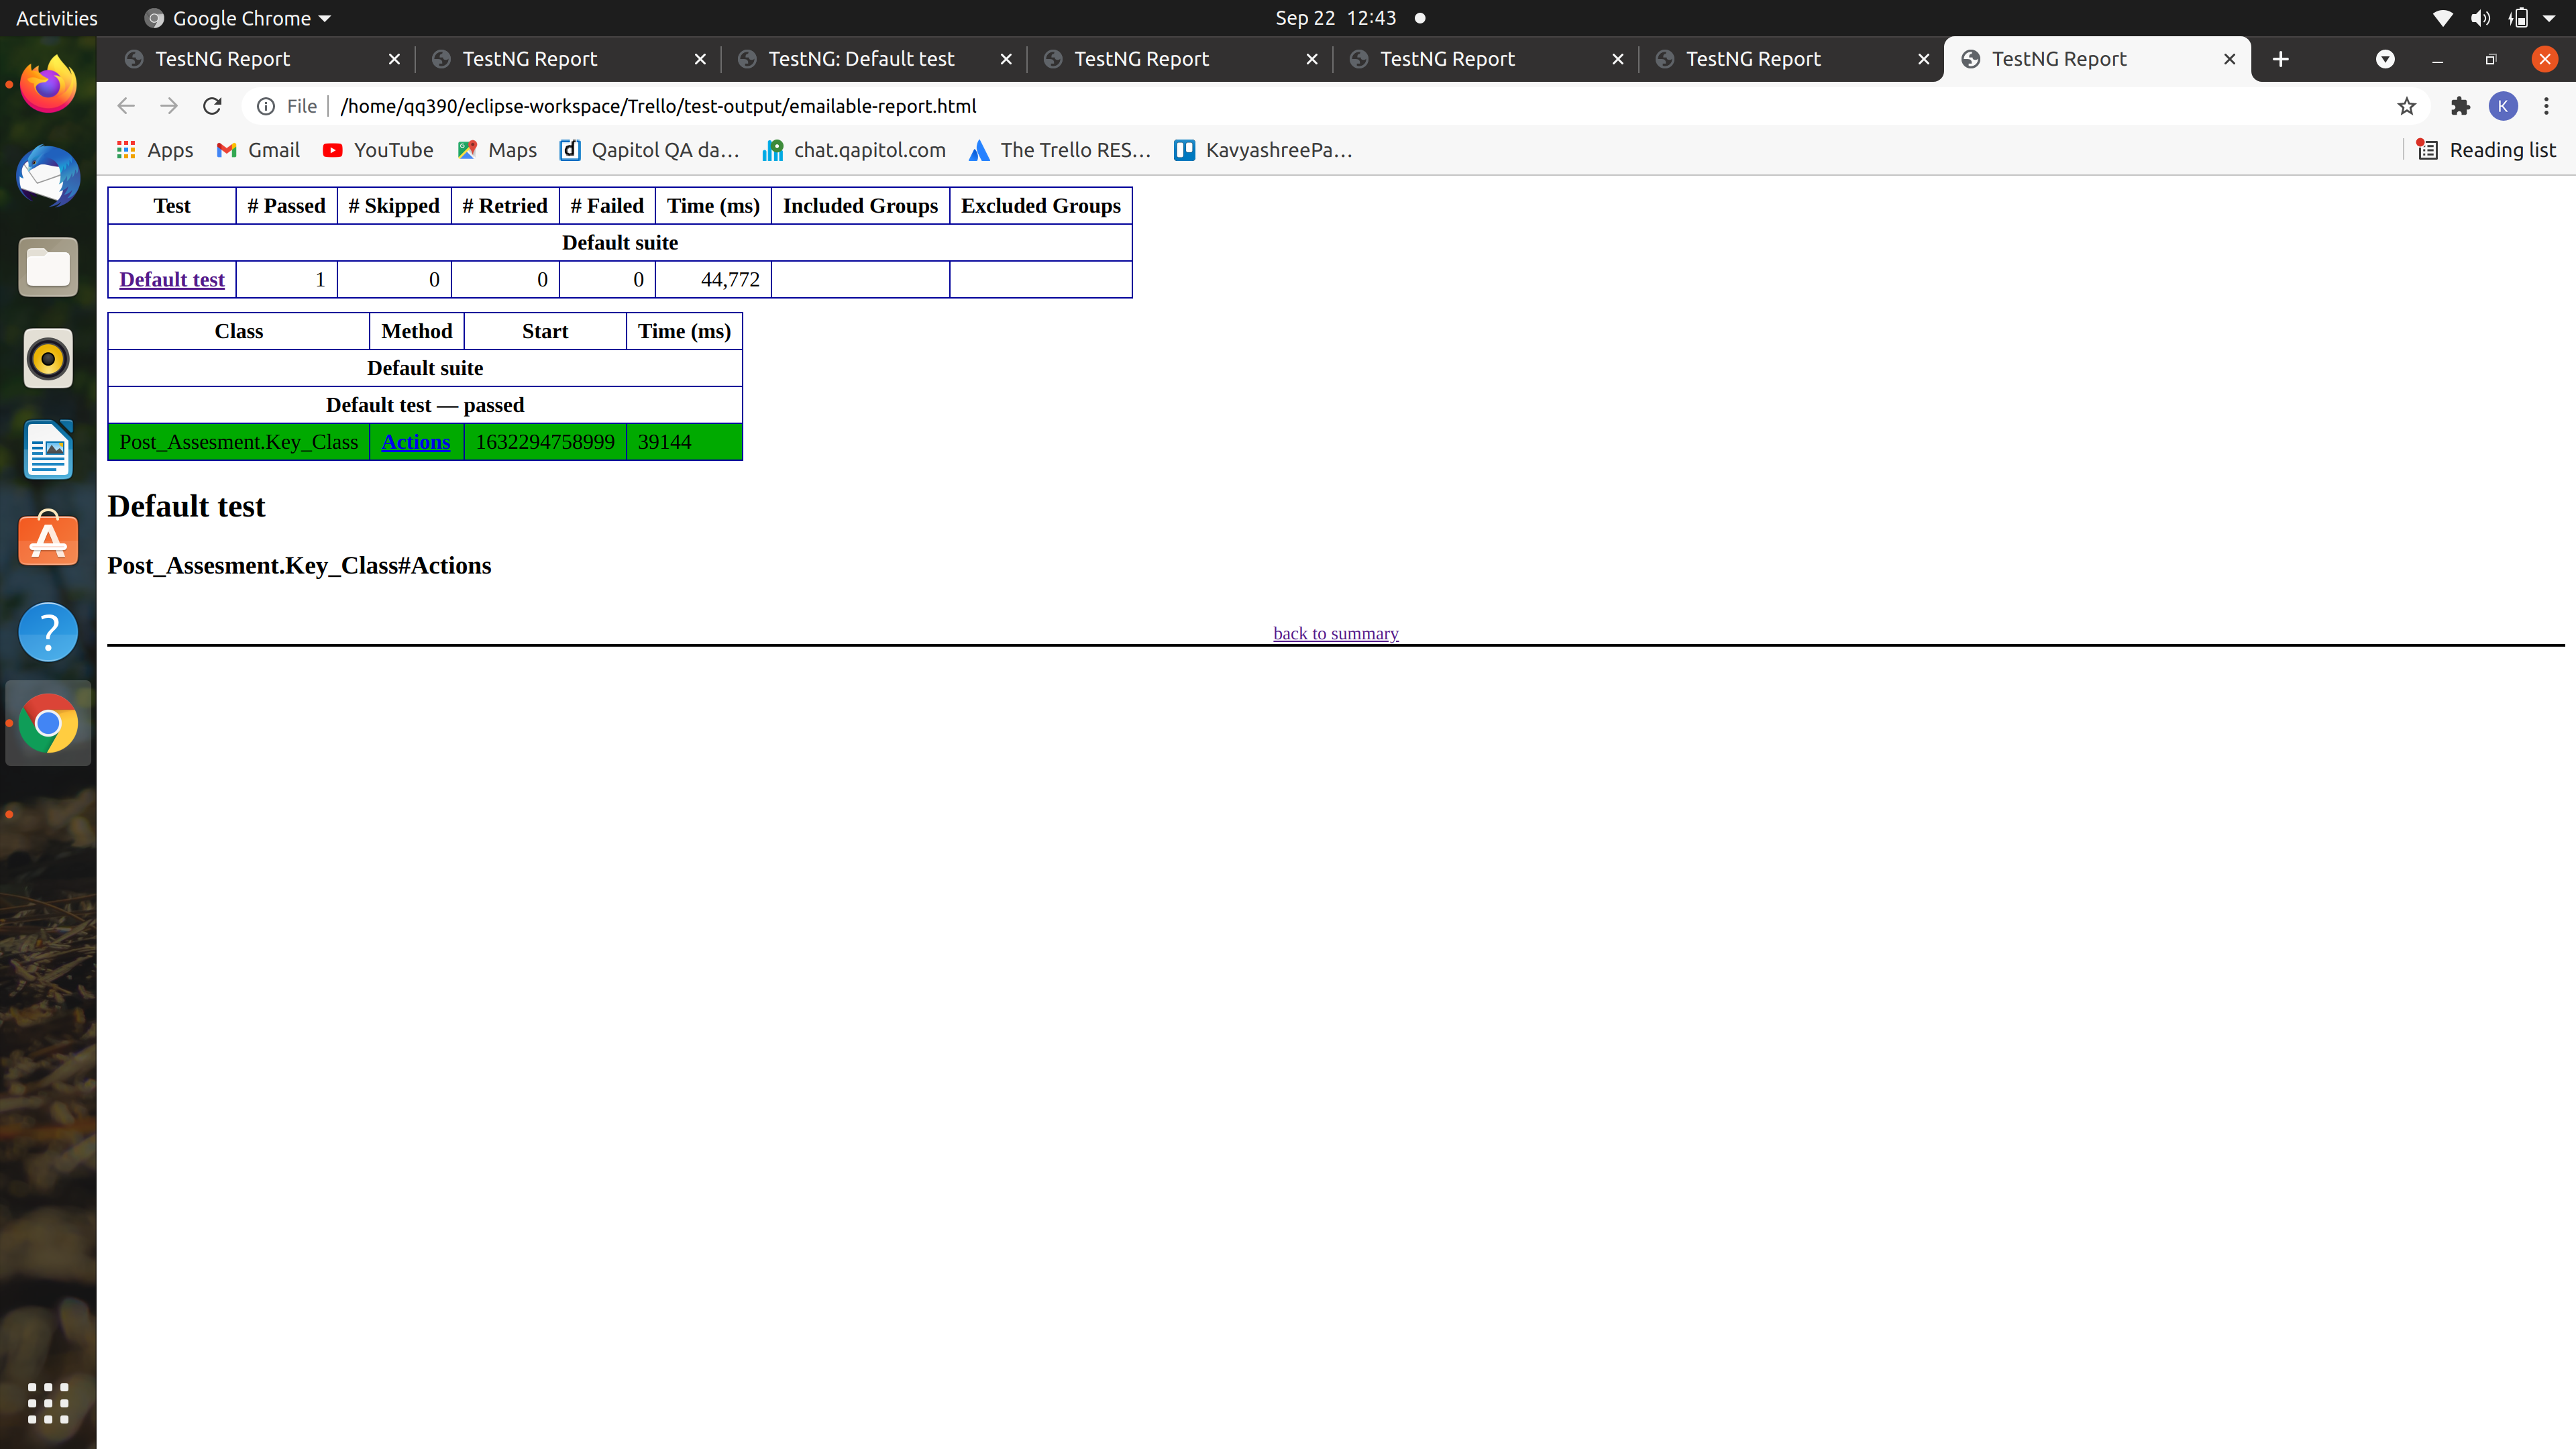 Activities Google Chrome Sep 22 12:43
TestNG Report TestNG Report TestNG: Default test TestNG Report TestNG Report TestNG Report TestNG Report
File /home/qq390/eclipse-workspace/Trello/test-output/emailable-report.html K
Apps Gmail YouTube Maps Qapitol QA da... chat.qapitol.com The Trello RES... KavyashreePa... Reading list
Test # Passed # Skipped # Retried # Failed Time (ms) Included Groups Excluded Groups
Default suite
Default test 1 0 0 0 44,772
Class Method Start Time (ms)
Default suite
Default test — passed
Post_Assesment.Key_Class Actions 1632294758999 39144
Default test
Post_Assesment.Key_Class#Actions
back to summary